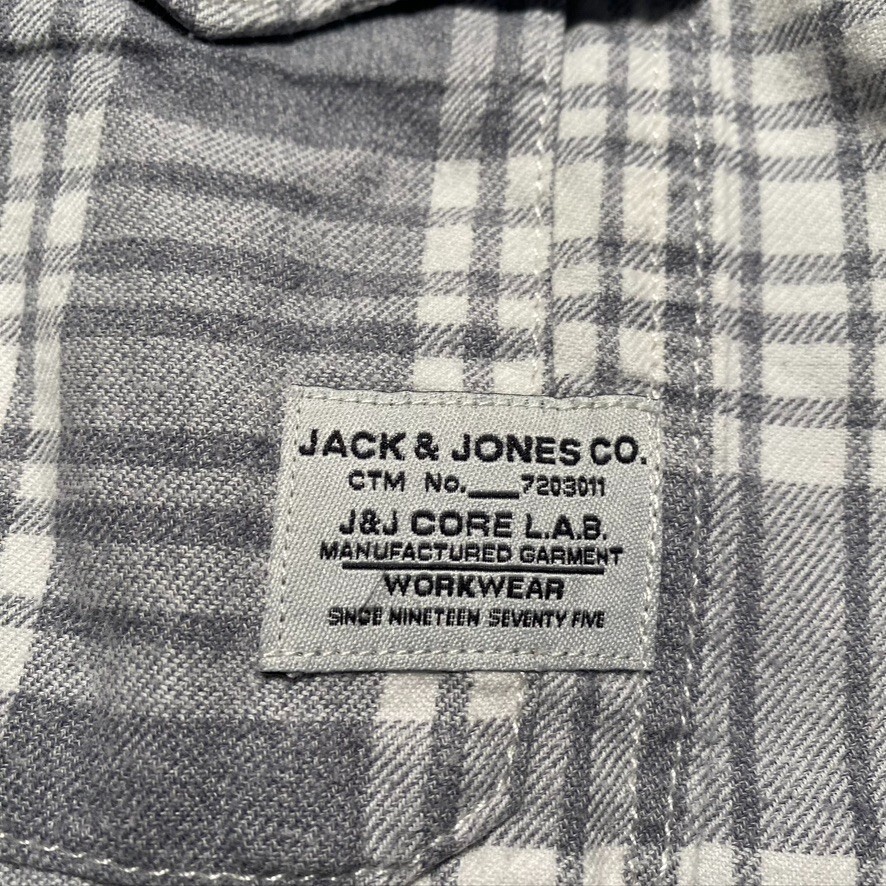 JACK & JONES CO.
CTM No.___7203011
J&J CORE L.A.B.
MANUFACTURED GARMENT
WORKWEAR
SINCE NINETEEN SEVENTY FIVE